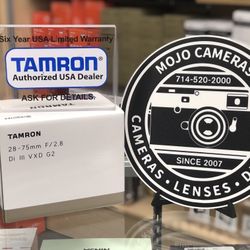 Six Year USA Limited Warranty
TAMRON®
Authorized USA Dealer
ASK FOR DETAILS.
TAMRON
28-75mm F/2.8
Di III VXD G2
MOJO CAMERAS
714-520-2000
SINCE 2007
CAMERAS • LENSES •